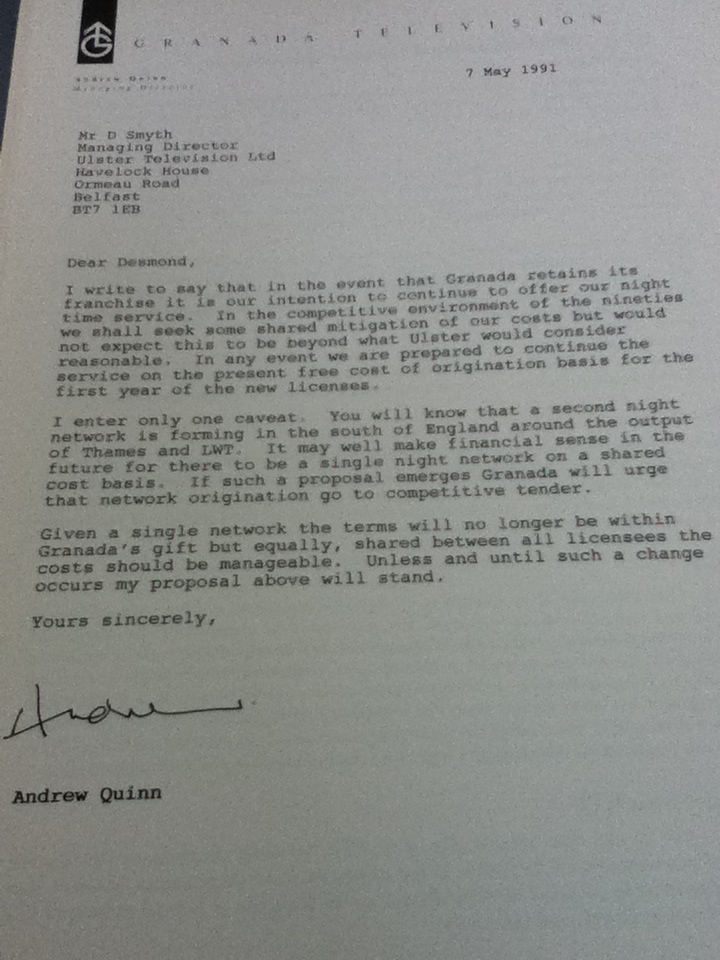 GRANADA TELEVISION
Andrew Quinn
Managing Director
7 May 1991
Mr D Smyth
Managing Director
Ulster Television Ltd
Havelock House
Ormeau Road
Belfast
BT7 1EB
Dear Desmond,
I write to say that in the event that Granada retains its
franchise it is our intention to continue to offer our night
time service. In the competitive environment of the nineties
we shall seek some shared mitigation of our costs but would
not expect this to be beyond what Ulster would consider
reasonable. In any event we are prepared to continue the
service on the present free cost of origination basis for the
first year of the new licenses.
I enter only one caveat. You will know that a second night
network is forming in the south of England around the output
of Thames and LWT. It may well make financial sense in the
future for there to be a single night network on a shared
cost basis. If such a proposal emerges Granada will urge
that network origination go to competitive tender.
Given a single network the terms will no longer be within
Granada's gift but equally, shared between all licensees the
costs should be manageable. Unless and until such a change
occurs my proposal above will stand.
Yours sincerely,
Andrew
Andrew Quinn